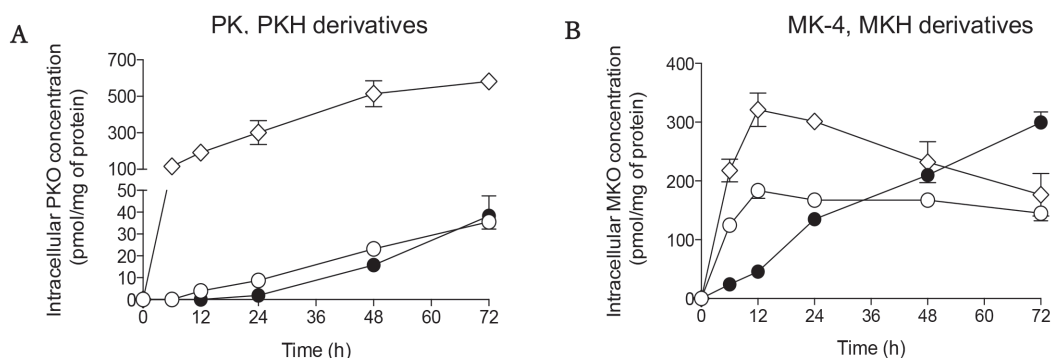 A
PK, PKH derivatives
Intracellular PKO concentration
(pmol/mg of protein)
700
500
300
100
50
40
30
20
10
0
0 12 24 36 48 60 72
Time (h)
B
MK-4, MKH derivatives
Intracellular MKO concentration
(pmol/mg of protein)
400
300
200
100
0
0 12 24 36 48 60 72
Time (h)